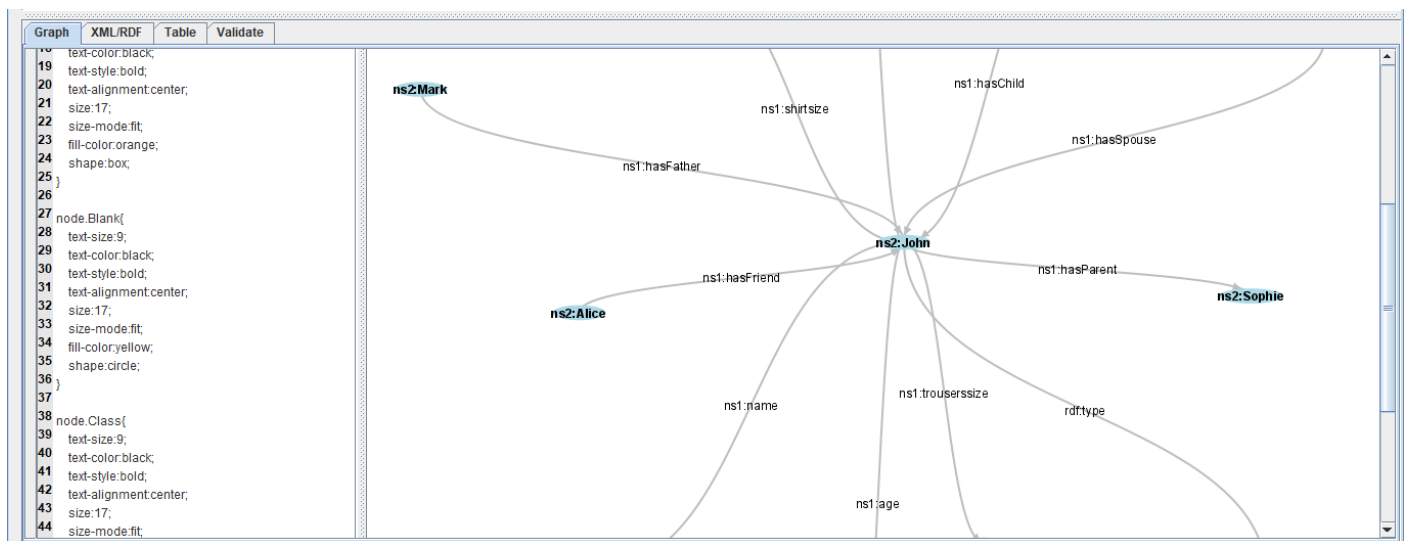 Graph XML/RDF Table Validate
18 text-color:black;
19 text-style:bold;
20 text-alignment:center;
21 size:17;
22 size-mode:fit;
23 fill-color:orange;
24 shape:box;
25 }
26
27 node.Blank{
28 text-size:9;
29 text-color:black;
30 text-style:bold;
31 text-alignment:center;
32 size:17;
33 size-mode:fit;
34 fill-color:yellow;
35 shape:circle;
36 }
37
38 node.Class{
39 text-size:9;
40 text-color:black;
41 text-style:bold;
42 text-alignment:center;
43 size:17;
44 size-mode:fit;
ns1:hasChild
ns2:Mark
ns1:shirtsize
ns1:hasSpouse
ns1:hasFather
ns2:John
ns1:hasParent
ns1:hasFriend
ns2:Sophie
ns2:Alice
ns1:trouserssize
ns1:name
rdf:type
ns1:age